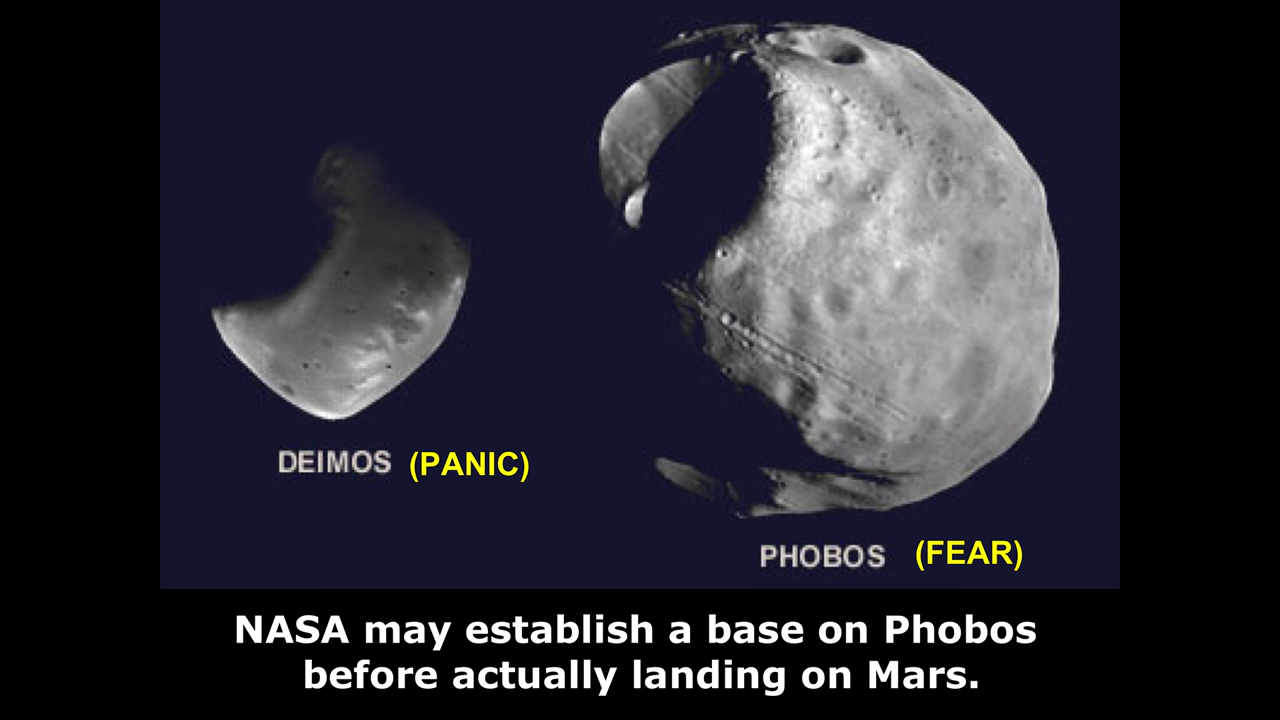 DEIMOS (PANIC)
PHOBOS (FEAR)
NASA may establish a base on Phobos
before actually landing on Mars.